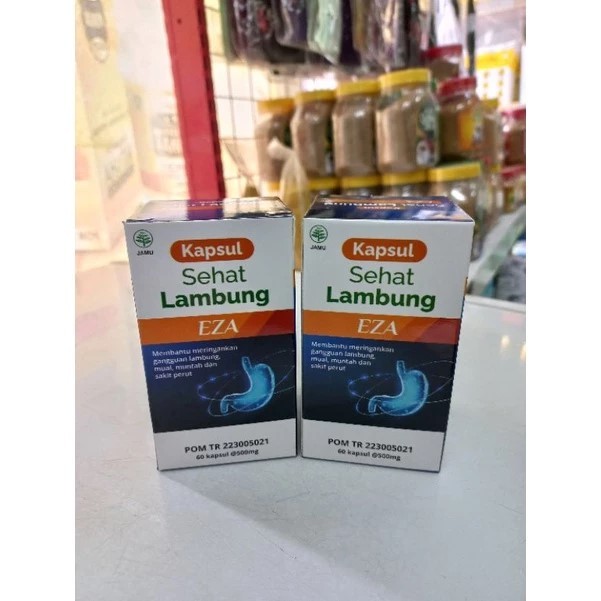 JAMU
Kapsul
Sehat
Lambung
EZA
Membantu meringankan
gangguan lambung,
mual, muntah dan
sakit perut
POM TR 223005021
60 kapsul @500mg
JAMU
Kapsul
Sehat
Lambung
EZA
Membantu meringankan
gangguan lambung,
mual, muntah dan
sakit perut
POM TR 223005021
60 kapsul @500mg